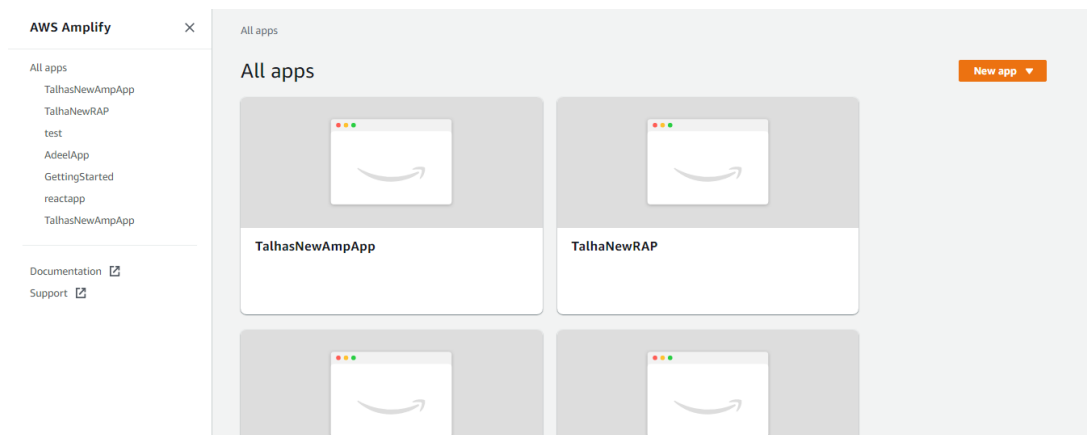 AWS Amplify
All apps
TalhasNewAmpApp
TalhaNewRAP
test
AdeelApp
GettingStarted
reactapp
TalhasNewAmpApp
Documentation
Support
All apps
All apps
New app
TalhasNewAmpApp
TalhaNewRAP